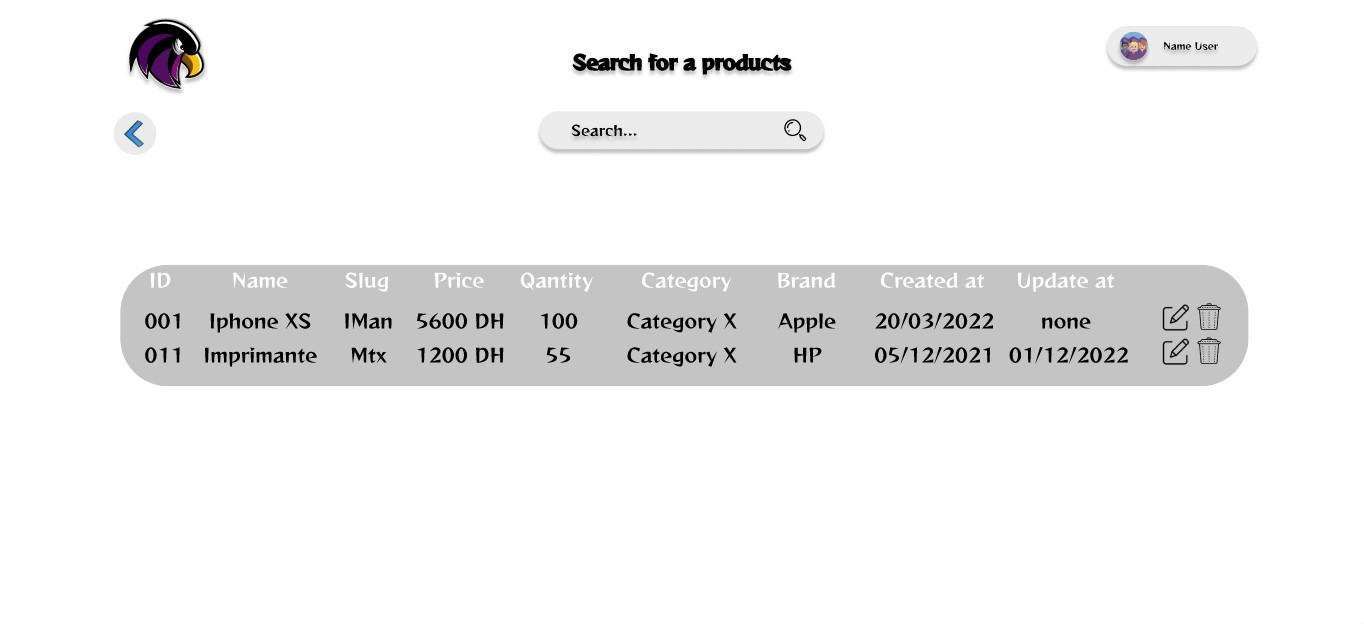 Name User
Search for a products
Search...
ID Name Slug Price Qantity Category Brand Created at Update at
001 Iphone XS IMan 5600 DH 100 Category X Apple 20/03/2022 none
011 Imprimante Mtx 1200 DH 55 Category X HP 05/12/2021 01/12/2022